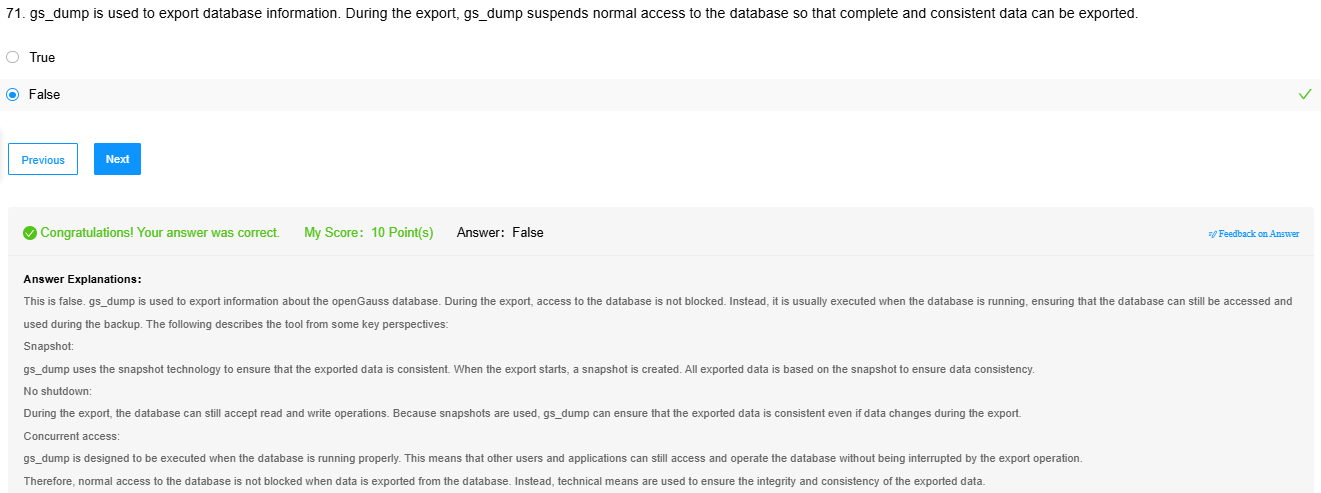 71. gs_dump is used to export database information. During the export, gs_dump suspends normal access to the database so that complete and consistent data can be exported.
True
False
Previous
Next
Congratulations! Your answer was correct. My Score: 10 Point(s) Answer: False Feedback on Answer
Answer Explanations:
This is false. gs_dump is used to export information about the openGauss database. During the export, access to the database is not blocked. Instead, it is usually executed when the database is running, ensuring that the database can still be accessed and
used during the backup. The following describes the tool from some key perspectives:
Snapshot:
gs_dump uses the snapshot technology to ensure that the exported data is consistent. When the export starts, a snapshot is created. All exported data is based on the snapshot to ensure data consistency.
No shutdown:
During the export, the database can still accept read and write operations. Because snapshots are used, gs_dump can ensure that the exported data is consistent even if data changes during the export.
Concurrent access:
gs_dump is designed to be executed when the database is running properly. This means that other users and applications can still access and operate the database without being interrupted by the export operation.
Therefore, normal access to the database is not blocked when data is exported from the database. Instead, technical means are used to ensure the integrity and consistency of the exported data.